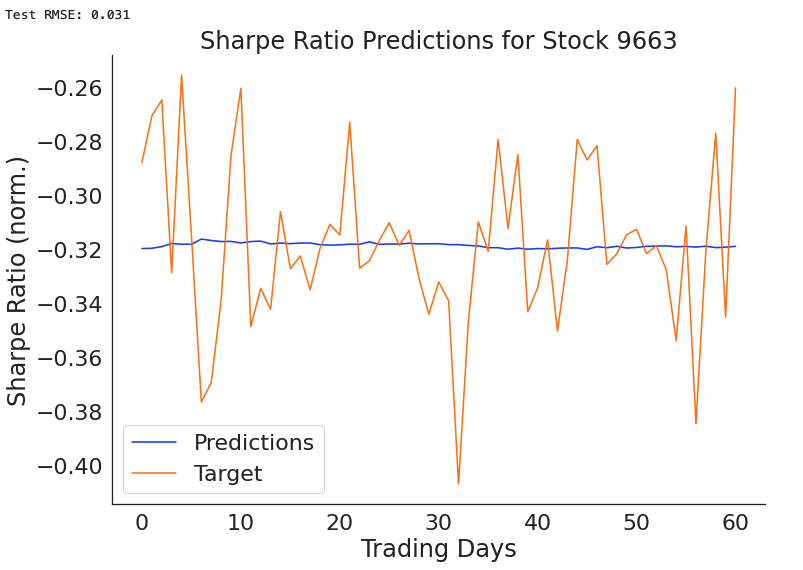 Test RMSE: 0.031
Sharpe Ratio Predictions for Stock 9663
Sharpe Ratio (norm.)
−0.26
−0.28
−0.30
−0.32
−0.34
−0.36
−0.38
−0.40
Predictions
Target
0 10 20 30 40 50 60
Trading Days